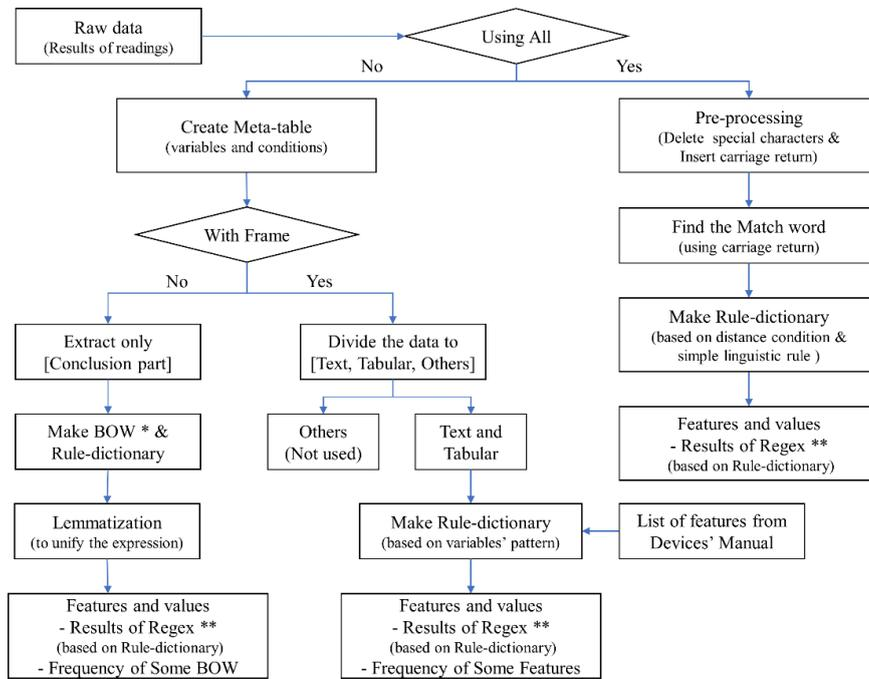 Raw data
(Results of readings)
Using All
No
Yes
Create Meta-table
(variables and conditions)
Pre-processing
(Delete special characters &
Insert carriage return)
With Frame
Find the Match word
(using carriage return)
No
Yes
Extract only
[Conclusion part]
Divide the data to
[Text, Tabular, Others]
Make Rule-dictionary
(based on distance condition &
simple linguistic rule )
Make BOW * &
Rule-dictionary
Others
(Not used)
Text and
Tabular
Features and values
- Results of Regex **
(based on Rule-dictionary)
Lemmatization
(to unify the expression)
Make Rule-dictionary
(based on variables' pattern)
List of features from
Devices' Manual
Features and values
- Results of Regex **
(based on Rule-dictionary)
- Frequency of Some BOW
Features and values
- Results of Regex **
(based on Rule-dictionary)
- Frequency of Some Features